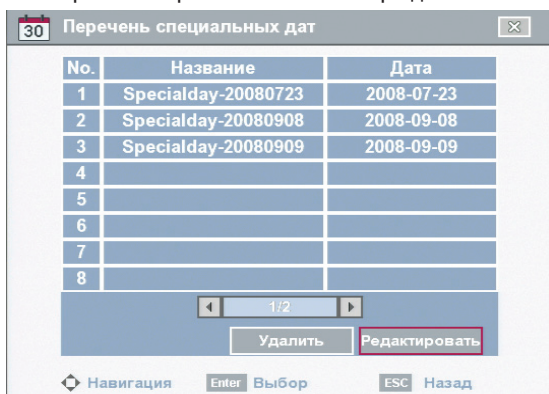 30 Перечень специальных дат
No. Название Дата
1 Specialday-20080723 2008-07-23
2 Specialday-20080908 2008-09-08
3 Specialday-20080909 2008-09-09
4
5
6
7
8
1/2
Удалить Редактировать
Навигация Enter Выбор ESC Назад